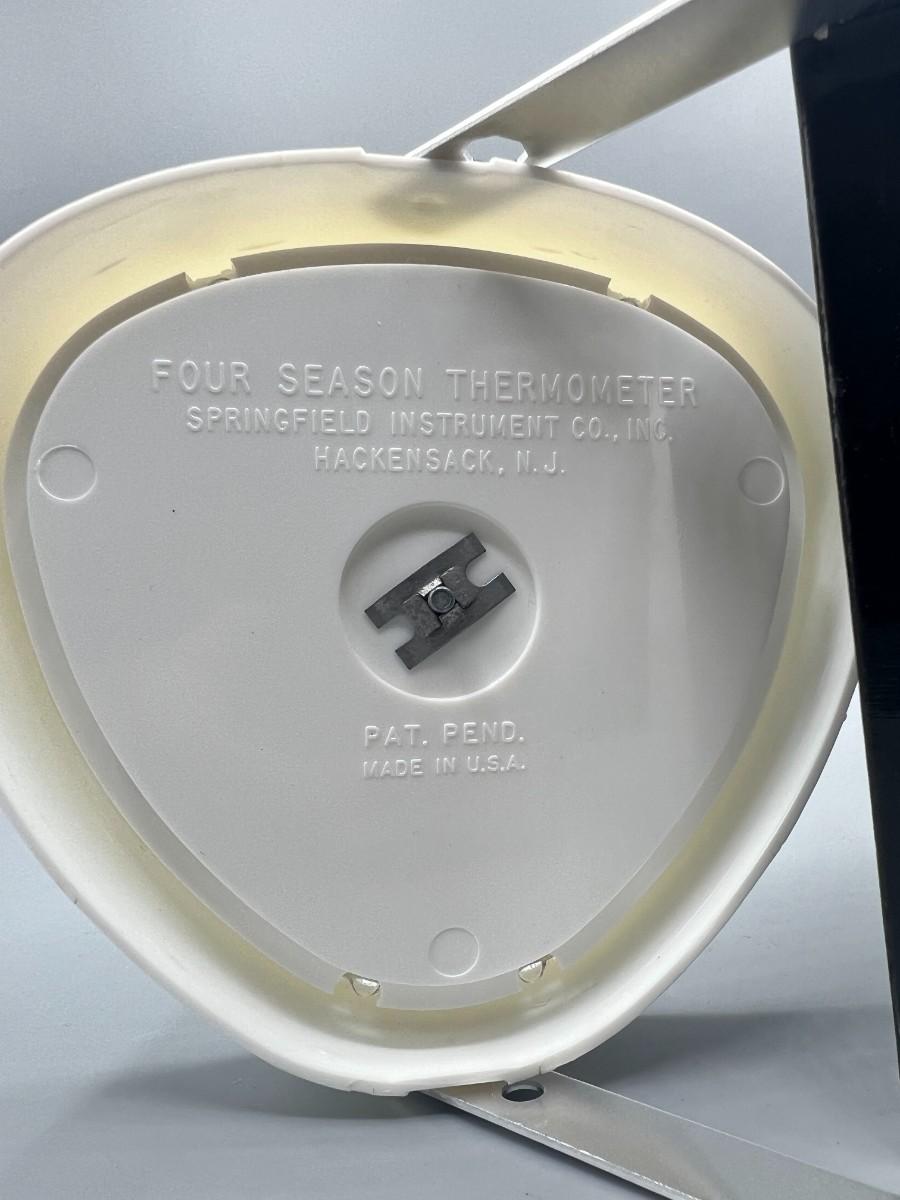 FOUR SEASON THERMOMETER
SPRINGFIELD INSTRUMENT CO., INC.
HACKENSACK, N.J.
PAT. PEND.
MADE IN U.S.A.